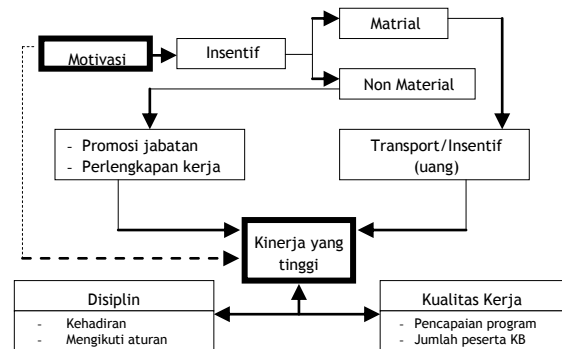 Motivasi
Insentif
Matrial
Non Material
- Promosi jabatan
- Perlengkapan kerja
Transport/Insentif
(uang)
Kinerja yang
tinggi
Disiplin
- Kehadiran
- Mengikuti aturan
Kualitas Kerja
- Pencapaian program
- Jumlah peserta KB